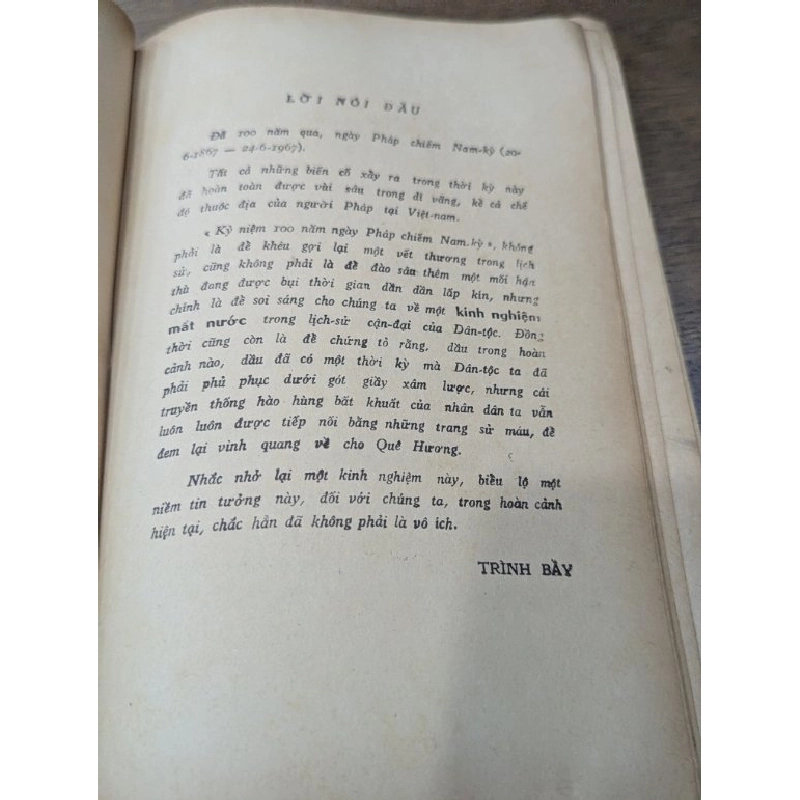 LỜI NÓI ĐẦU
Đã 100 năm qua, ngày Pháp chiếm Nam-kỳ (20-
6-1867 — 24-6-1967).
Tất cả những biến cố xảy ra trong thời kỳ này
đã hoàn toàn được vùi sâu trong dĩ vãng, kể cả chế
độ thuộc địa của người Pháp tại Việt-nam.
« Kỷ niệm 100 năm ngày Pháp chiếm Nam.kỳ », không
phải là để khêu gợi lại một vết thương trong lịch
sử, cũng không phải là để đào sâu thêm một mối hận
thù đang được bụi thời gian dần dần lấp kín, nhưng
chính là để soi sáng cho chúng ta về một kinh nghiệm
mất nước trong lịch-sử cận-đại của Dân-tộc. Đồng
thời cũng còn là để chứng tỏ rằng, dầu trong hoàn
cảnh nào, dầu đã có một thời kỳ mà Dân-tộc ta đã
phải phủ phục dưới gót giầy xâm lược, nhưng cái
truyền thống hào hùng bất khuất của nhân dân ta vẫn
luôn luôn được tiếp nối bằng những trang sử máu, để
đem lại vinh quang về cho Quê Hương.
Nhắc nhở lại một kinh nghiệm này, biểu lộ một
niềm tin tưởng này, đối với chúng ta, trong hoàn cảnh
hiện tại, chắc hẳn đã không phải là vô ích.
TRÌNH BẦY